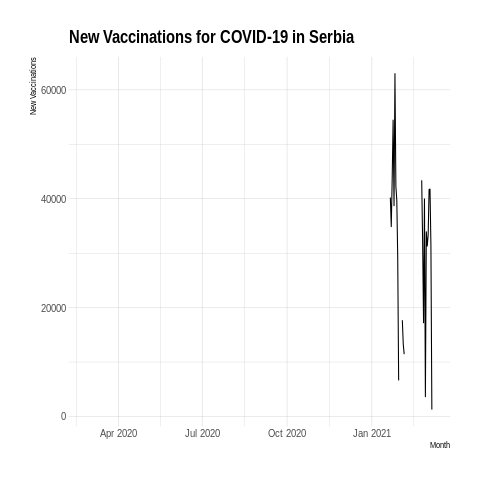 New Vaccinations for COVID-19 in Serbia
New Vaccinations
60000
40000
20000
0
Apr 2020
Jul 2020
Oct 2020
Jan 2021
Month